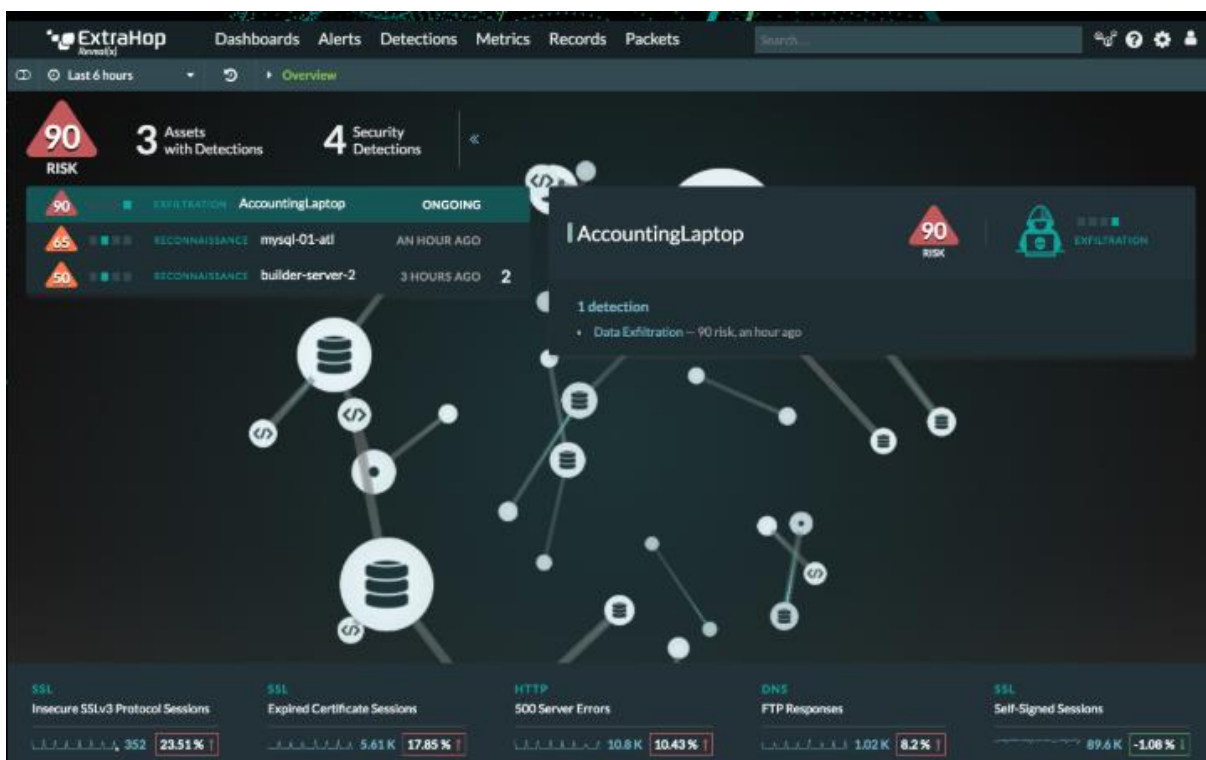 ExtraHop Dashboards Alerts Detections Metrics Records Packets Search...
Reveal(x)
Last 6 hours Overview
90
RISK
3 Assets with Detections
4 Security Detections
90 EXFILTRATION AccountingLaptop ONGOING
65 RECONNAISSANCE mysql-01-atl AN HOUR AGO
50 RECONNAISSANCE builder-server-2 3 HOURS AGO 2
AccountingLaptop
90
RISK
EXFILTRATION
1 detection
• Data Exfiltration — 90 risk, an hour ago
SSL
Insecure SSLv3 Protocol Sessions
352 23.51 % ↑
SSL
Expired Certificate Sessions
5.61 K 17.85 % ↑
HTTP
500 Server Errors
10.8 K 10.43 % ↑
DNS
FTP Responses
1.02 K 8.2 % ↑
SSL
Self-Signed Sessions
89.6 K -1.08 % ↓